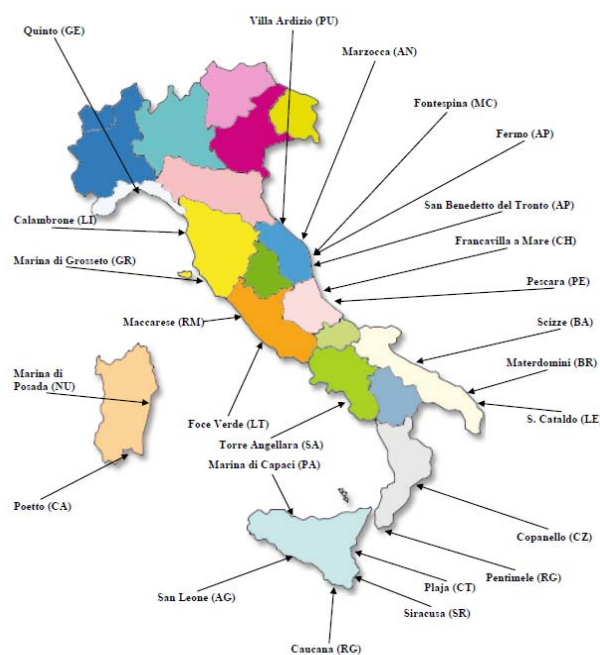 Villa Ardizio (PU)
Quinto (GE)
Marzocca (AN)
Fontespina (MC)
Fermo (AP)
San Benedetto del Tronto (AP)
Calambrone (LI)
Francavilla a Mare (CH)
Marina di Grosseto (GR)
Pescara (PE)
Maccarese (RM)
Scizze (BA)
Marina di
Posada (NU)
Materdomini (BR)
Foce Verde (LT)
S. Cataldo (LE)
Torre Angellara (SA)
Marina di Capaci (PA)
Poetto (CA)
Copanello (CZ)
Pentimele (RG)
Plaja (CT)
San Leone (AG)
Siracusa (SR)
Caucana (RG)